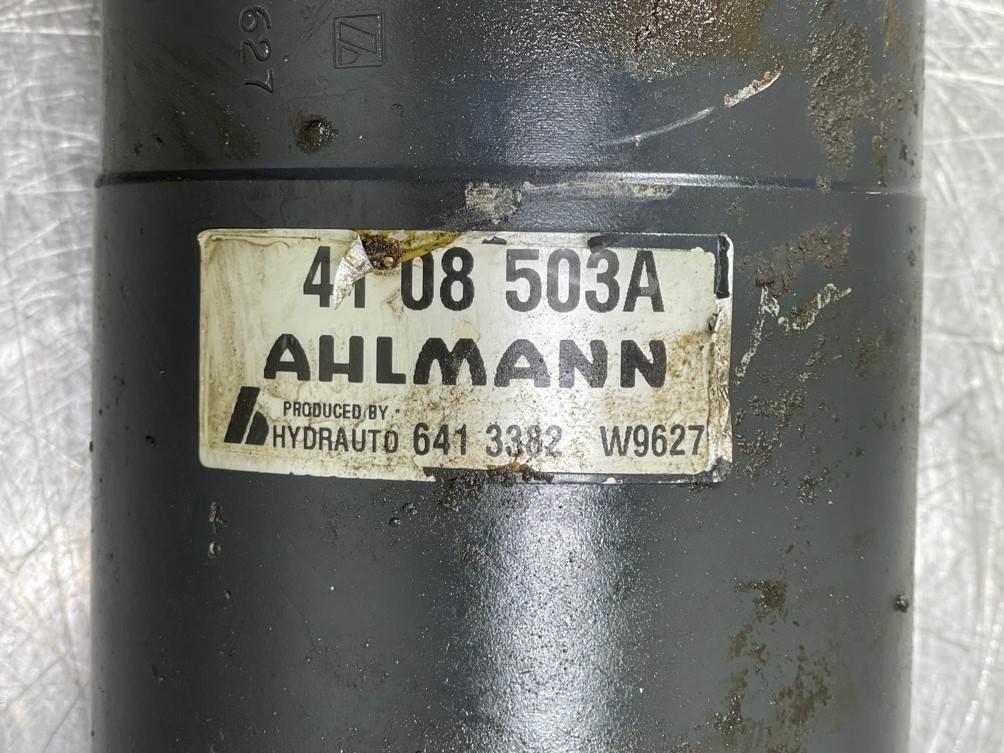 627
41 08 503A
AHLMANN
PRODUCED BY
HYDRAUTO 641 3382 W9627